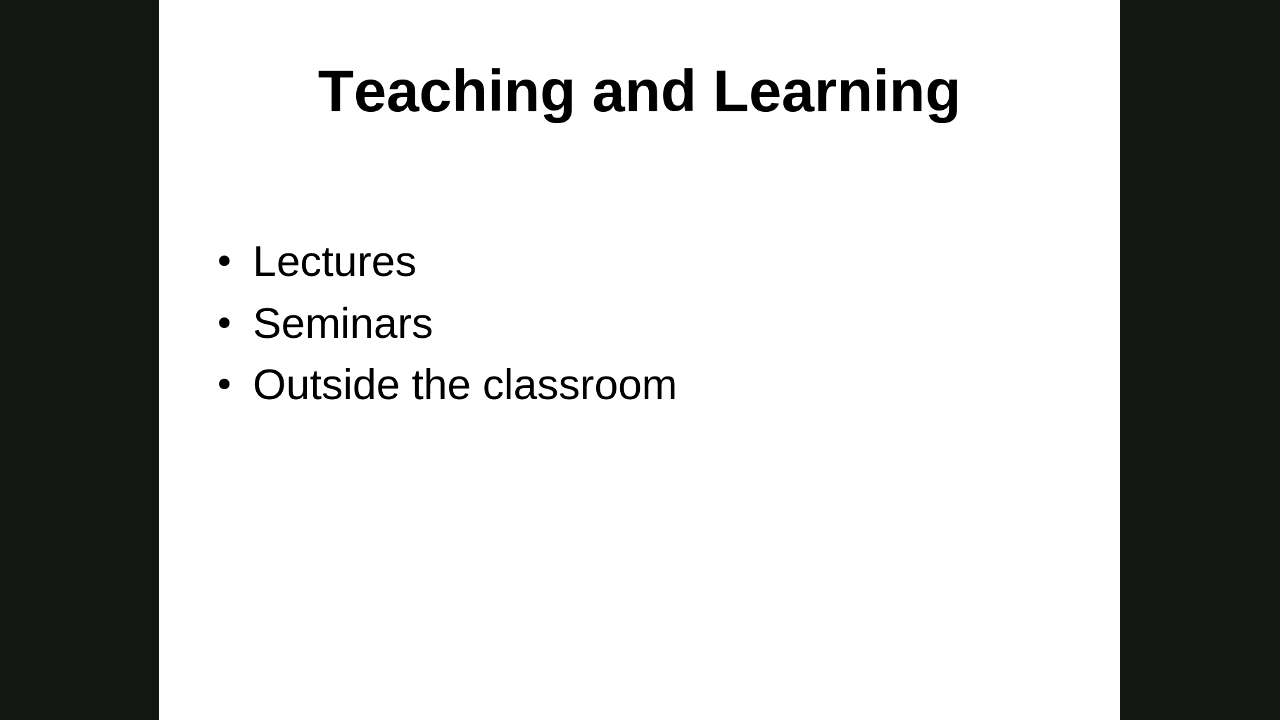 Teaching and Learning
• Lectures
• Seminars
• Outside the classroom